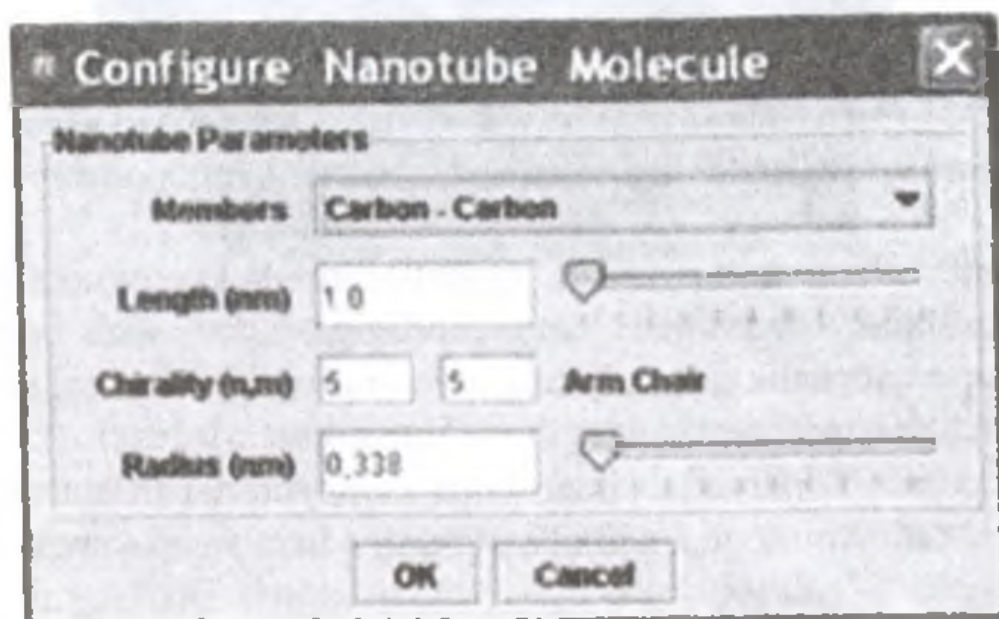 Configure Nanotube Molecule
Nanotube Parameters
Members Carbon - Carbon
Length (nm) 1.0
Chirality (n,m) 5 5 Arm Chair
Radius (nm) 0.338
OK Cancel